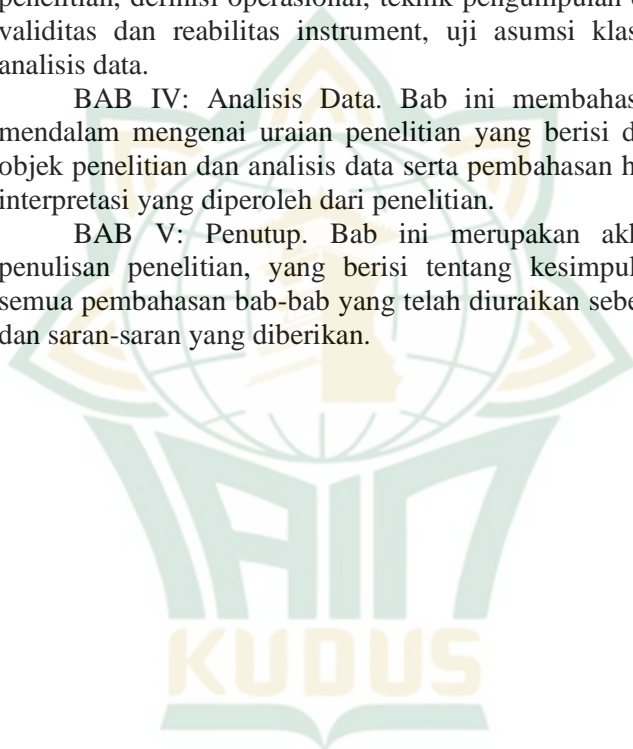 penelitian, definisi operasional, teknik pengumpulan
validitas dan reabilitas instrument, uji asumsi klas
analisis data.
BAB IV: Analisis Data. Bab ini membahas
mendalam mengenai uraian penelitian yang berisi d
objek penelitian dan analisis data serta pembahasan h
interpretasi yang diperoleh dari penelitian.
BAB V: Penutup. Bab ini merupakan akh
penulisan penelitian, yang berisi tentang kesimpul
semua pembahasan bab-bab yang telah diuraikan sebe
dan saran-saran yang diberikan.
IAIN
KUDUS